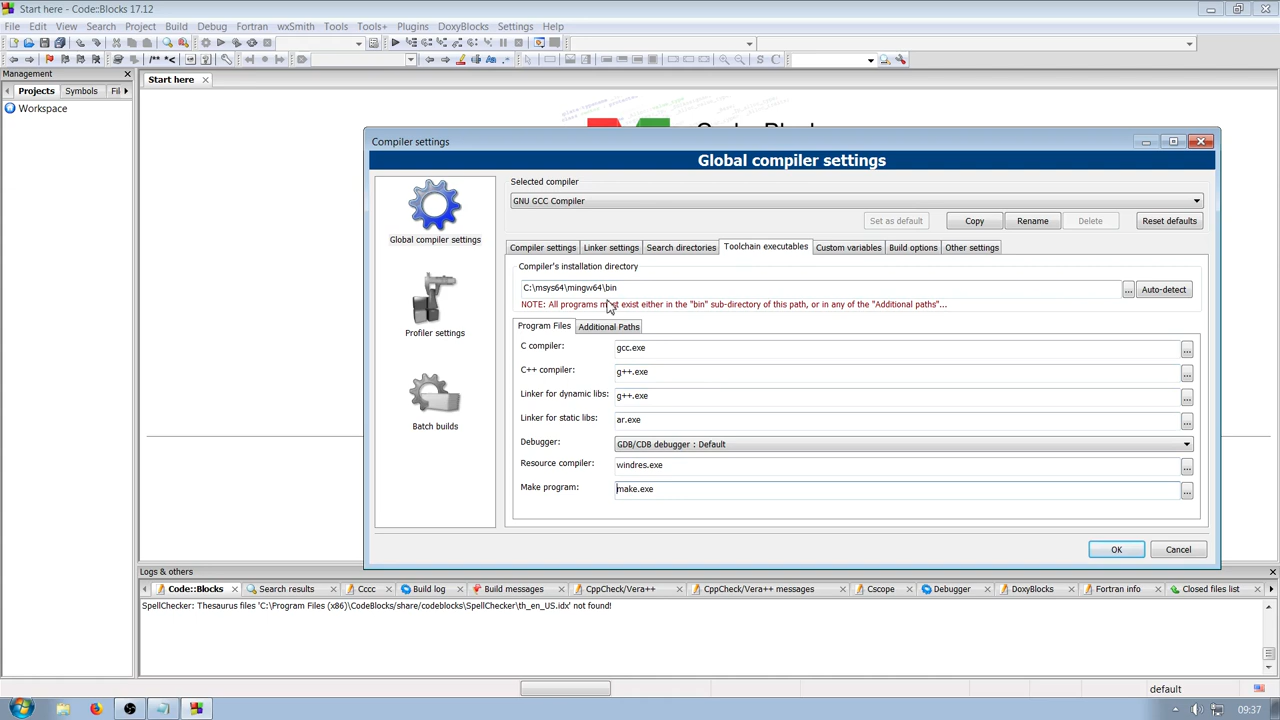 Start here - Code::Blocks 17.12
File Edit View Search Project Build Debug Fortran wxSmith Tools Tools+ Plugins DoxyBlocks Settings Help
/** *<
Aa .*
S C
Management
Start here
Projects Symbols Fil
Workspace
Compiler settings
Global compiler settings
Selected compiler
GNU GCC Compiler
Set as default Copy Rename Delete Reset defaults
Global compiler settings
Compiler settings Linker settings Search directories Toolchain executables Custom variables Build options Other settings
Compiler's installation directory
C:\msys64\mingw64\bin ... Auto-detect
NOTE: All programs must exist either in the "bin" sub-directory of this path, or in any of the "Additional paths"...
Program Files Additional Paths
Profiler settings
C compiler: gcc.exe ...
C++ compiler: g++.exe ...
Linker for dynamic libs: g++.exe ...
Linker for static libs: ar.exe ...
Batch builds
Debugger: GDB/CDB debugger : Default
Resource compiler: windres.exe ...
Make program: make.exe ...
OK Cancel
Logs & others
Code::Blocks Search results Cccc Build log Build messages CppCheck/Vera++ CppCheck/Vera++ messages Cscope Debugger DoxyBlocks Fortran info Closed files list
SpellChecker: Thesaurus files 'C:\Program Files (x86)\CodeBlocks/share/codeblocks\SpellChecker\th_en_US.idx' not found!
default
09:37